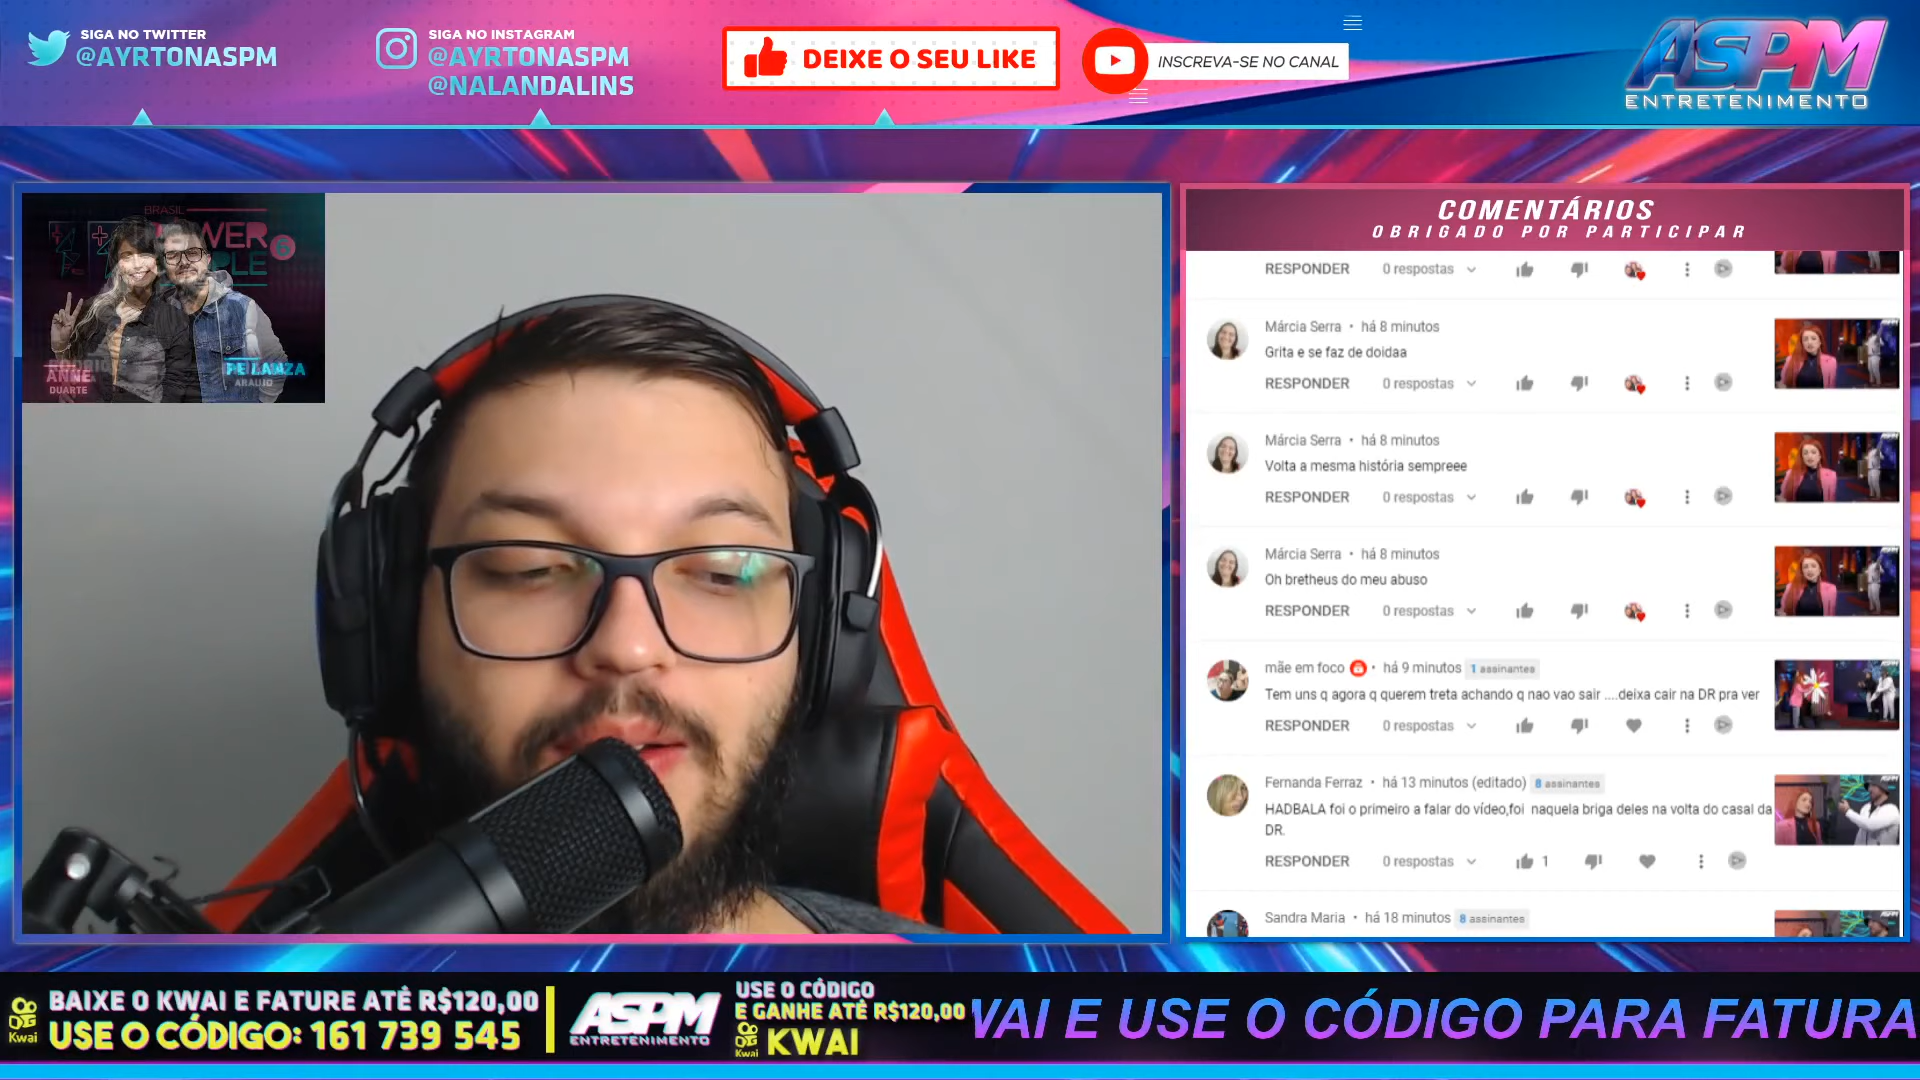 SIGA NO TWITTER
@AYRTONASPM
SIGA NO INSTAGRAM
@AYRTONASPM
@NALANDALINS
DEIXE O SEU LIKE
INSCREVA-SE NO CANAL
ASPM
ENTRETENIMENTO
BRASIL
ANNE
DUARTE
PE LANZA
ARAUJO
COMENTÁRIOS
OBRIGADO POR PARTICIPAR
RESPONDER 0 respostas
Márcia Serra • há 8 minutos
Grita e se faz de doidaa
RESPONDER 0 respostas
Márcia Serra • há 8 minutos
Volta a mesma história sempreee
RESPONDER 0 respostas
Márcia Serra • há 8 minutos
Oh bretheus do meu abuso
RESPONDER 0 respostas
mãe em foco • há 9 minutos 1 assinantes
Tem uns q agora q querem treta achando q nao vao sair ....deixa cair na DR pra ver
RESPONDER 0 respostas
Fernanda Ferraz • há 13 minutos (editado) 8 assinantes
HADBALA foi o primeiro a falar do vídeo,foi naquela briga deles na volta do casal da
DR.
RESPONDER 0 respostas 1
Sandra Maria • há 18 minutos 8 assinantes
Kwai
BAIXE O KWAI E FATURE ATÉ R$120,00
USE O CÓDIGO: 161 739 545
ASPM
ENTRETENIMENTO
USE O CÓDIGO
E GANHE ATÉ R$120,00
Kwai
KWAI
WAI E USE O CÓDIGO PARA FATURA